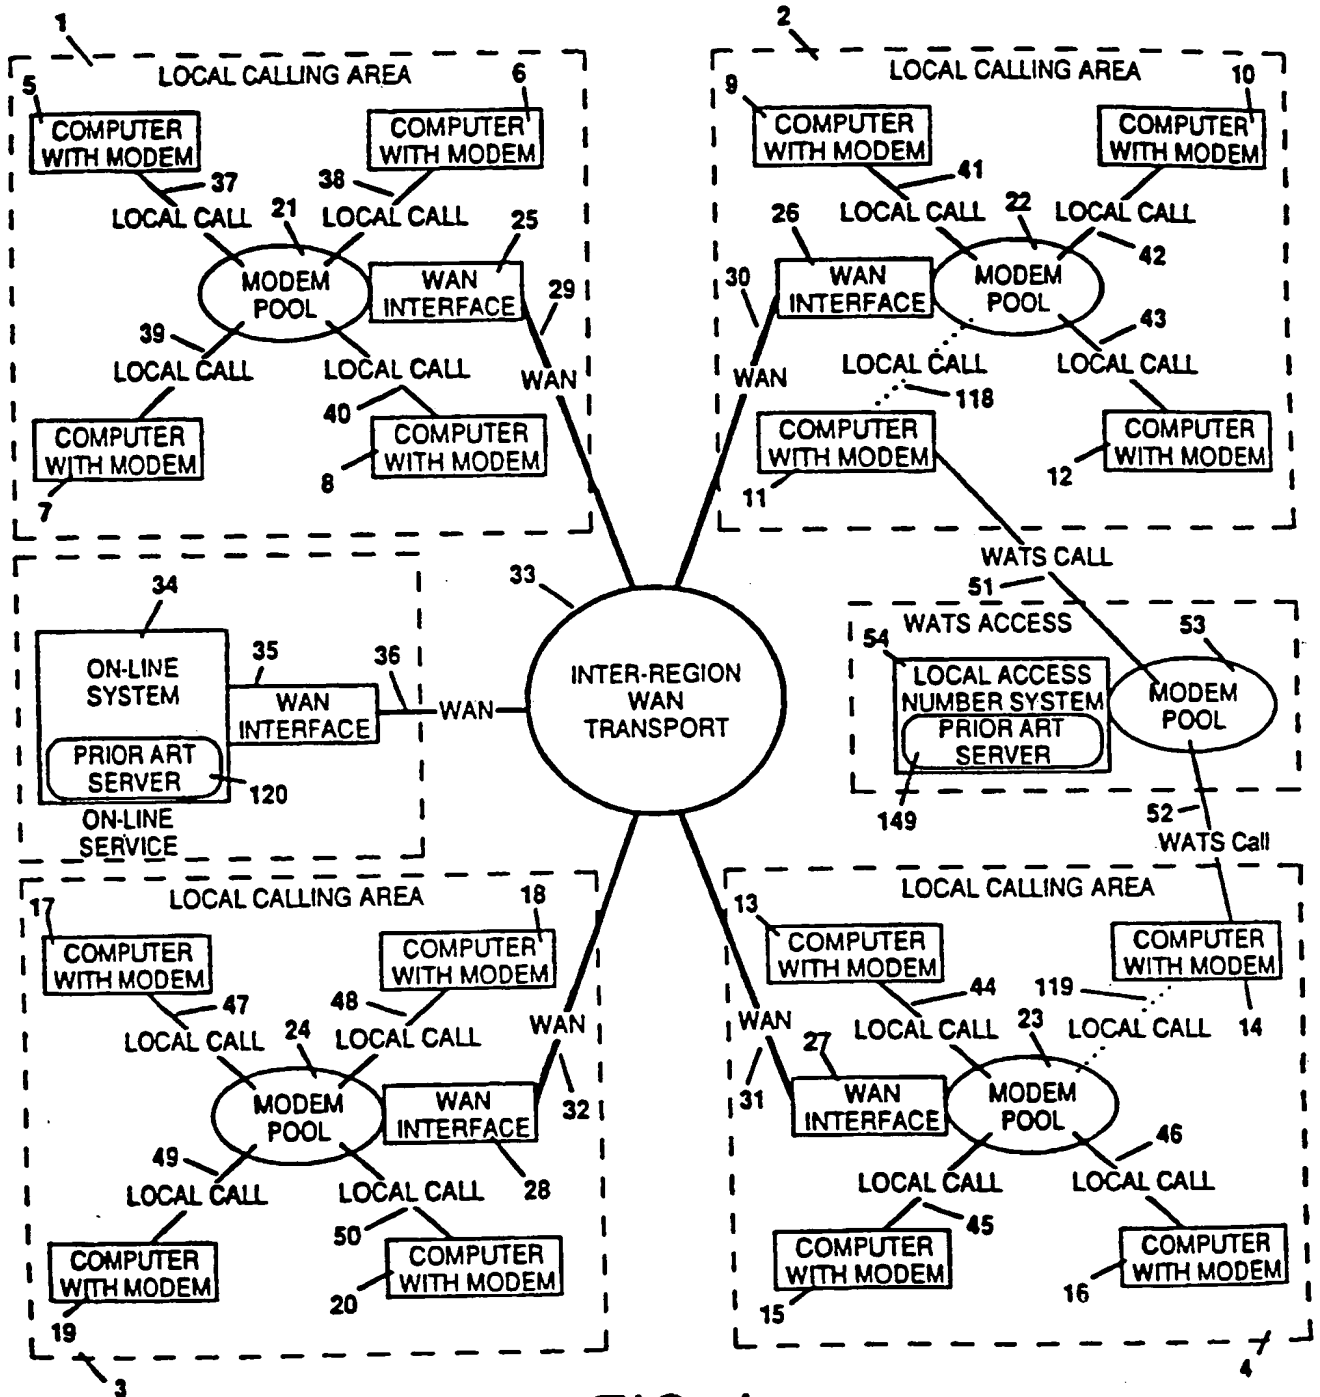 1
LOCAL CALLING AREA
5
6
COMPUTER
WITH MODEM
COMPUTER
WITH MODEM
37
38
LOCAL CALL
21
LOCAL CALL
25
MODEM
POOL
WAN
INTERFACE
29
39
LOCAL CALL
LOCAL CALL
WAN
40
COMPUTER
WITH MODEM
COMPUTER
WITH MODEM
7
8
2
LOCAL CALLING AREA
9
10
COMPUTER
WITH MODEM
COMPUTER
WITH MODEM
41
LOCAL CALL
22
LOCAL CALL
26
42
WAN
INTERFACE
MODEM
POOL
30
43
WAN
LOCAL CALL
LOCAL CALL
118
COMPUTER
WITH MODEM
COMPUTER
WITH MODEM
11
12
WATS CALL
51
34
ON-LINE
SYSTEM
35
36
WAN
INTERFACE
WAN
PRIOR ART
SERVER
120
ON-LINE
SERVICE
33
INTER-REGION
WAN
TRANSPORT
WATS ACCESS
54
53
LOCAL ACCESS
NUMBER SYSTEM
MODEM
POOL
PRIOR ART
SERVER
149
52
WATS Call
LOCAL CALLING AREA
17
18
COMPUTER
WITH MODEM
COMPUTER
WITH MODEM
47
48
LOCAL CALL
24
LOCAL CALL
WAN
32
MODEM
POOL
WAN
INTERFACE
28
49
LOCAL CALL
LOCAL CALL
50
COMPUTER
WITH MODEM
COMPUTER
WITH MODEM
19
20
3
LOCAL CALLING AREA
13
COMPUTER
WITH MODEM
COMPUTER
WITH MODEM
44
119
14
WAN
LOCAL CALL
23
LOCAL CALL
31
27
WAN
INTERFACE
MODEM
POOL
46
LOCAL CALL
LOCAL CALL
45
COMPUTER
WITH MODEM
COMPUTER
WITH MODEM
15
16
4